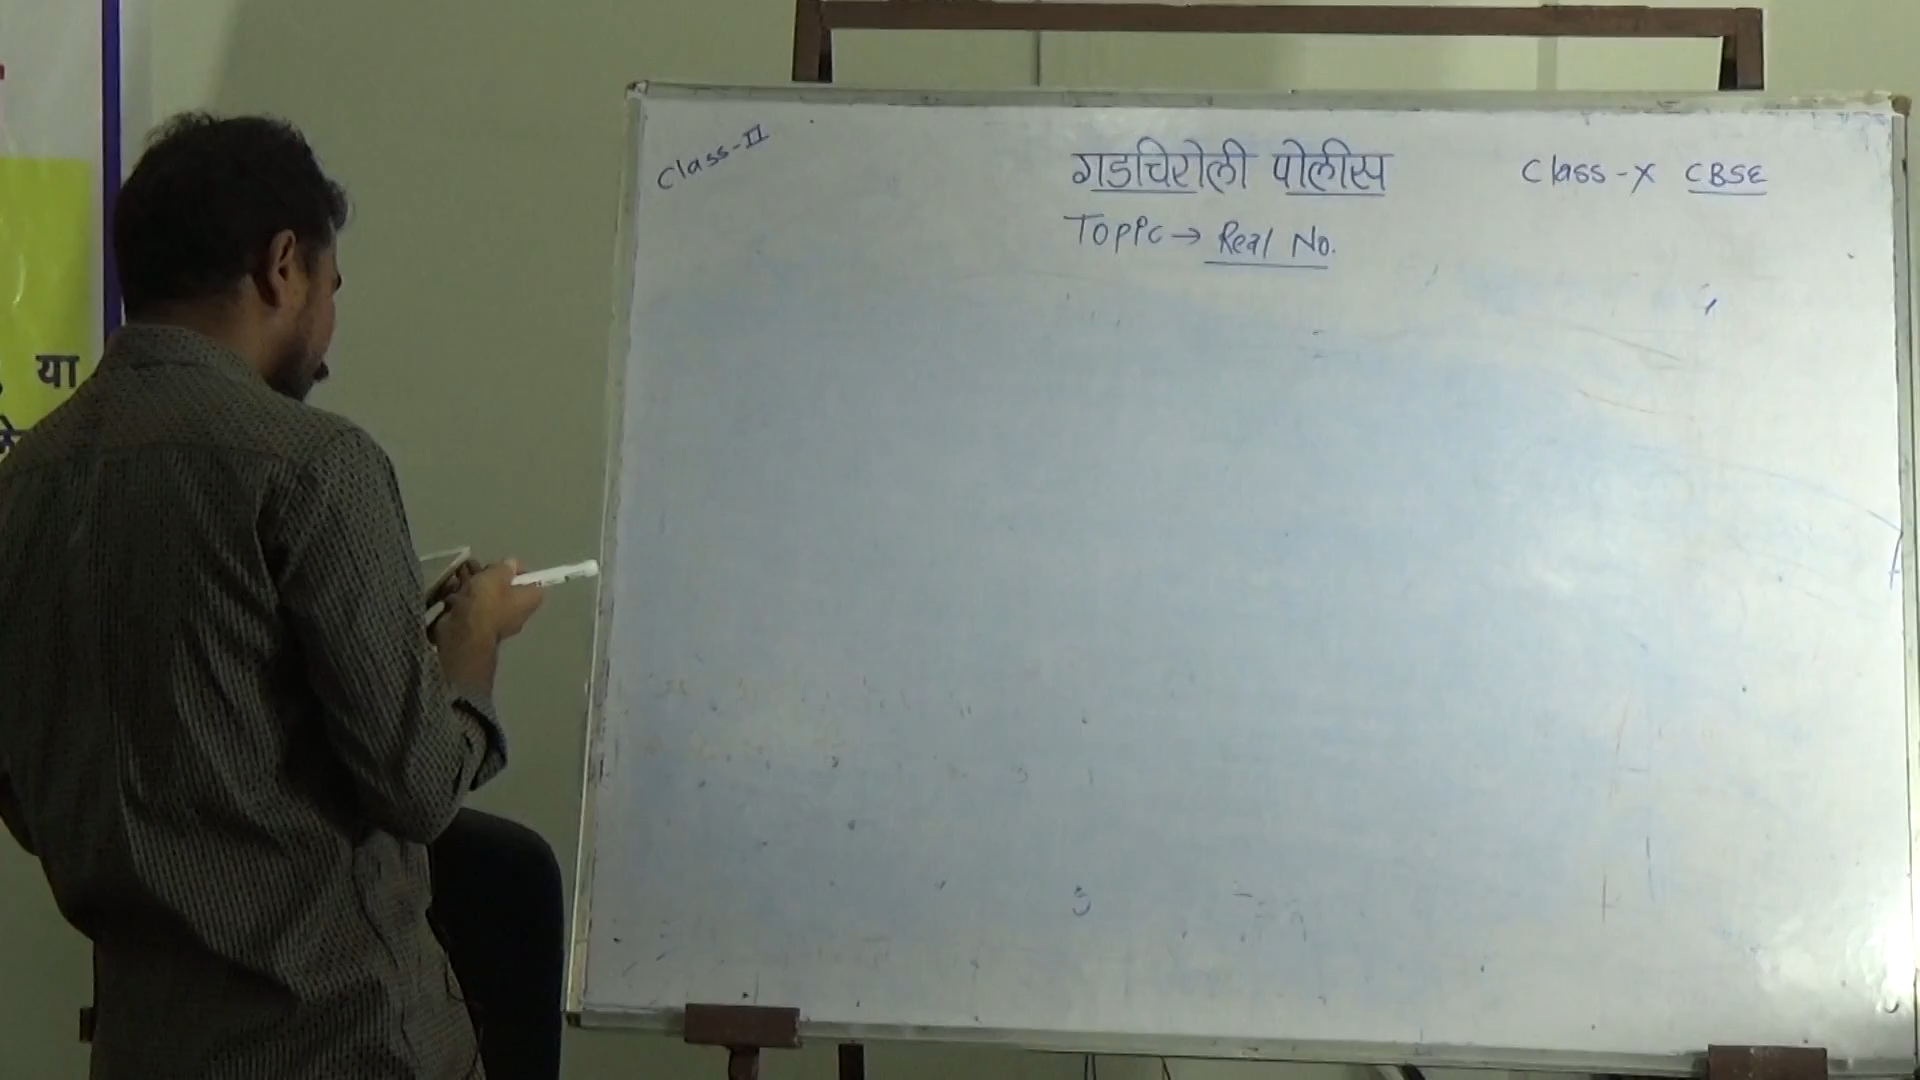 Class-II
गडचिरोली पोलीस
Class-X CBSE
Topic → Real No.
या